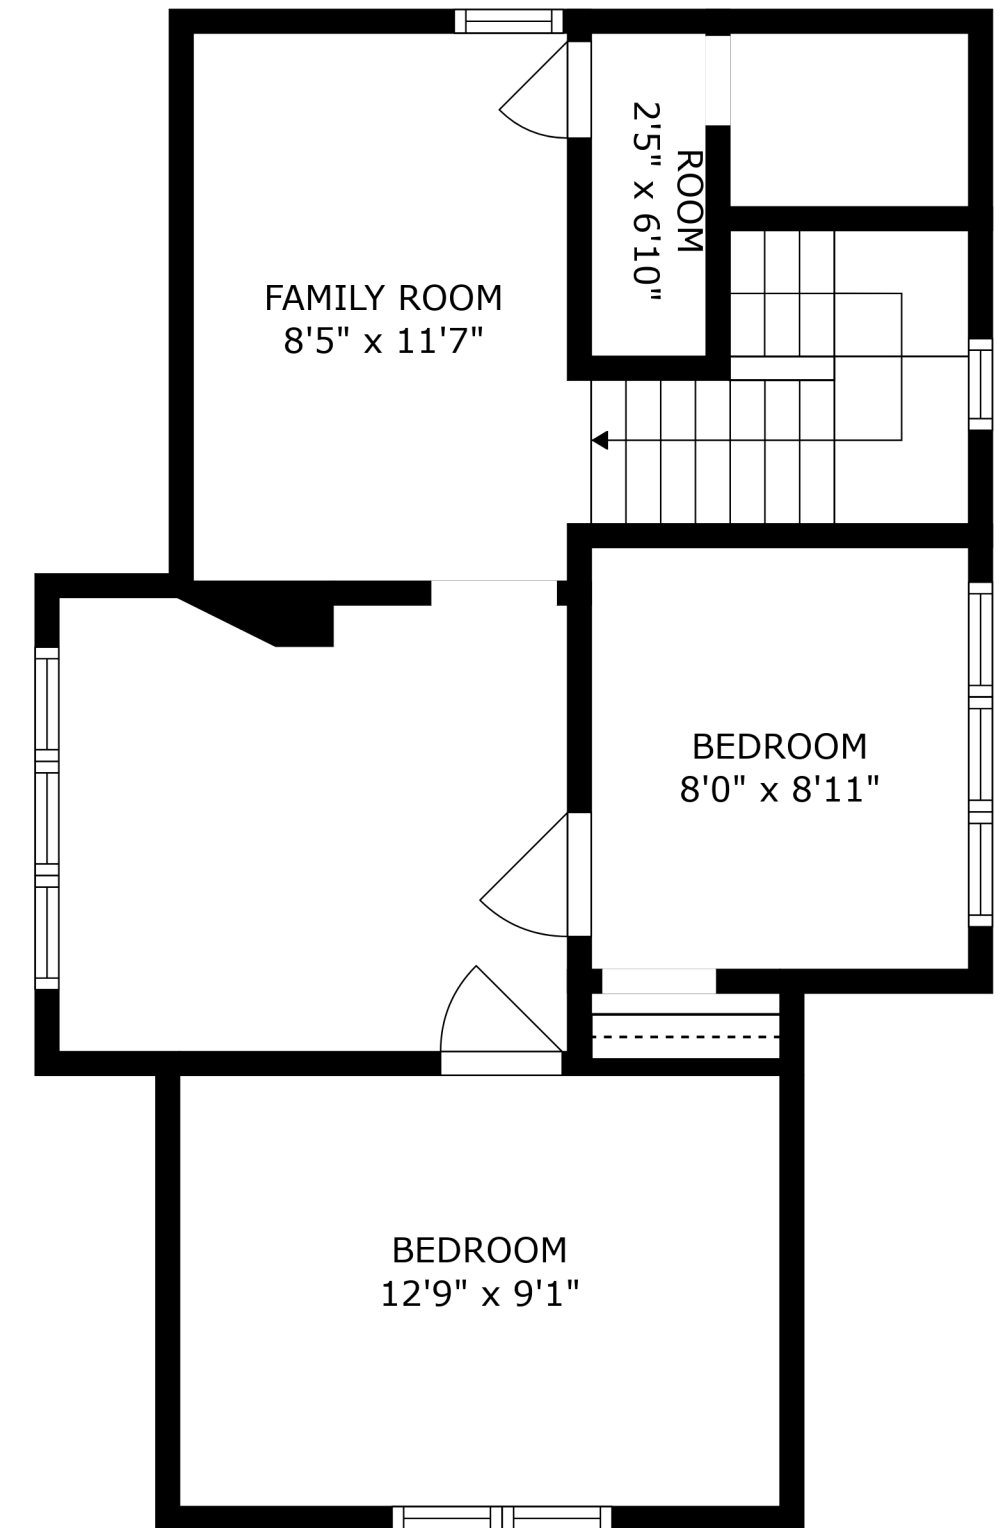 FAMILY ROOM
8'5" x 11'7"
ROOM
2'5" x 6'10"
BEDROOM
8'0" x 8'11"
BEDROOM
12'9" x 9'1"